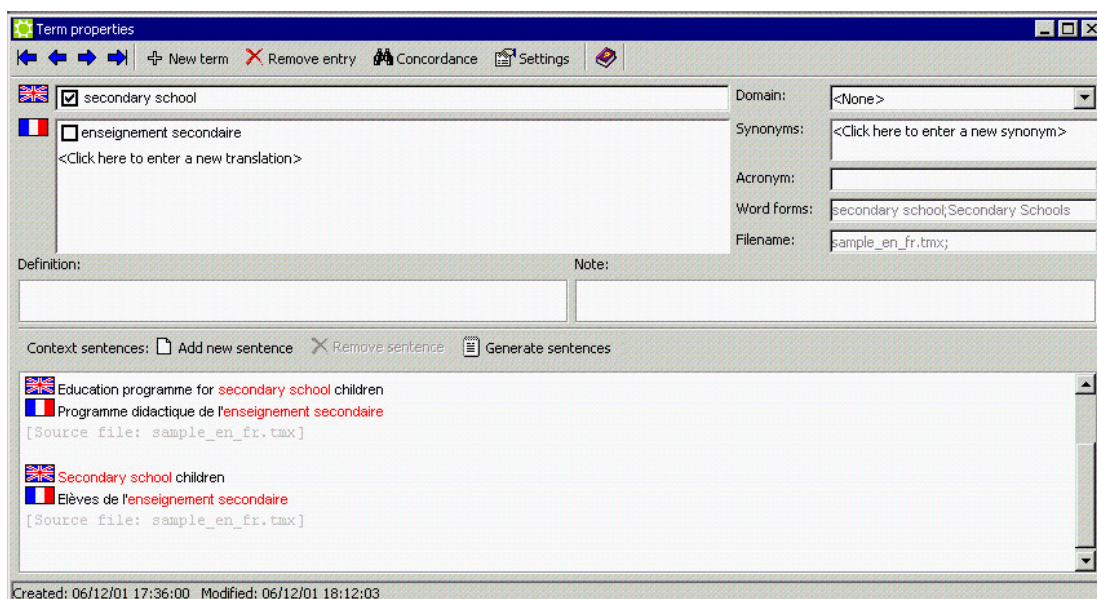 Term properties
New term Remove entry Concordance Settings
secondary school
Domain: <None>
enseignement secondaire
Synonyms: <Click here to enter a new synonym>
<Click here to enter a new translation>
Acronym:
Word forms: secondary school;Secondary Schools
Filename: sample_en_fr.tmx;
Definition: Note:
Context sentences: Add new sentence Remove sentence Generate sentences
Education programme for secondary school children
Programme didactique de l'enseignement secondaire
[Source file: sample_en_fr.tmx]
Secondary school children
Elèves de l'enseignement secondaire
[Source file: sample_en_fr.tmx]
Created: 06/12/01 17:36:00 Modified: 06/12/01 18:12:03